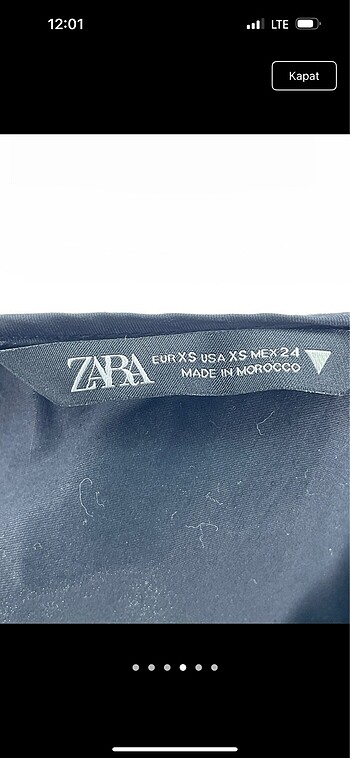 12:01
LTE
Kapat
ZARA
EUR XS USA XS MEX 24
MADE IN MOROCCO